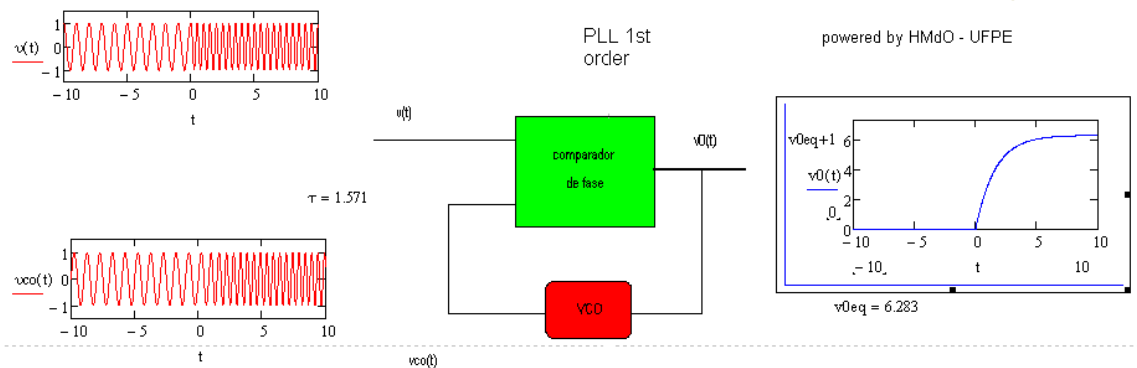 υ(t)
1
0
−1
−10
−5
0
5
10
t
PLL 1st
order
powered by HMdO - UFPE
v(t)
comparador
de fase
v0(t)
τ = 1.571
VCO
vco(t)
υco(t)
1
0
−1
−10
−5
0
5
10
t
v0eq+1
v0(t)
0
6
4
2
0
−10
−5
0
5
10
−10
t
10
v0eq = 6.283